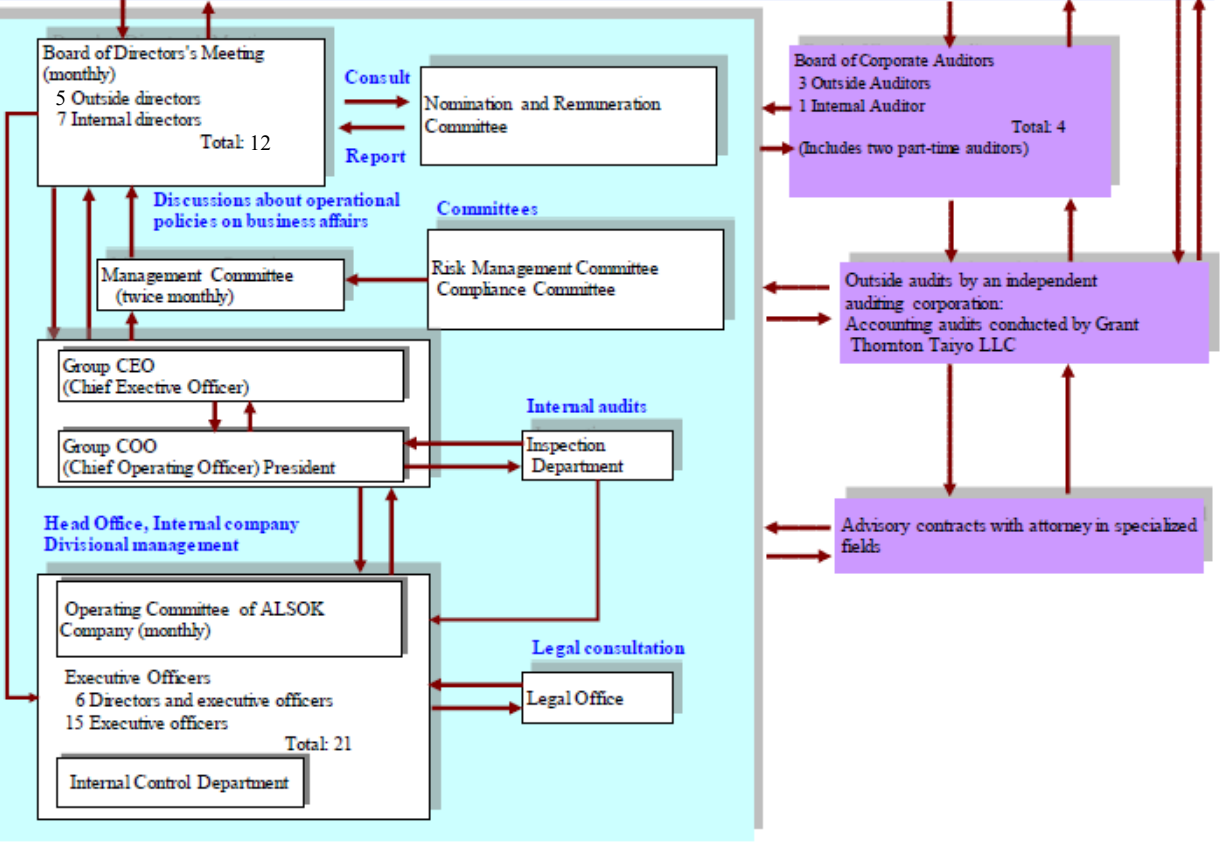 Board of Directors's Meeting
(monthly)
5 Outside directors
7 Internal directors
Total: 12
Consult
Report
Nomination and Remuneration
Committee
Board of Corporate Auditors
3 Outside Auditors
1 Internal Auditor
Total: 4
(Includes two part-time auditors)
Discussions about operational
policies on business affairs
Committees
Management Committee
(twice monthly)
Risk Management Committee
Compliance Committee
Outside audits by an independent
auditing corporation:
Accounting audits conducted by Grant
Thornton Taiyo LLC
Group CEO
(Chief Exective Officer)
Group COO
(Chief Operating Officer) President
Internal audits
Inspection
Department
Head Office, Internal company
Divisional management
Advisory contracts with attorney in specialized
fields
Operating Committee of ALSOK
Company (monthly)
Executive Officers
6 Directors and executive officers
15 Executive officers
Total: 21
Internal Control Department
Legal consultation
Legal Office